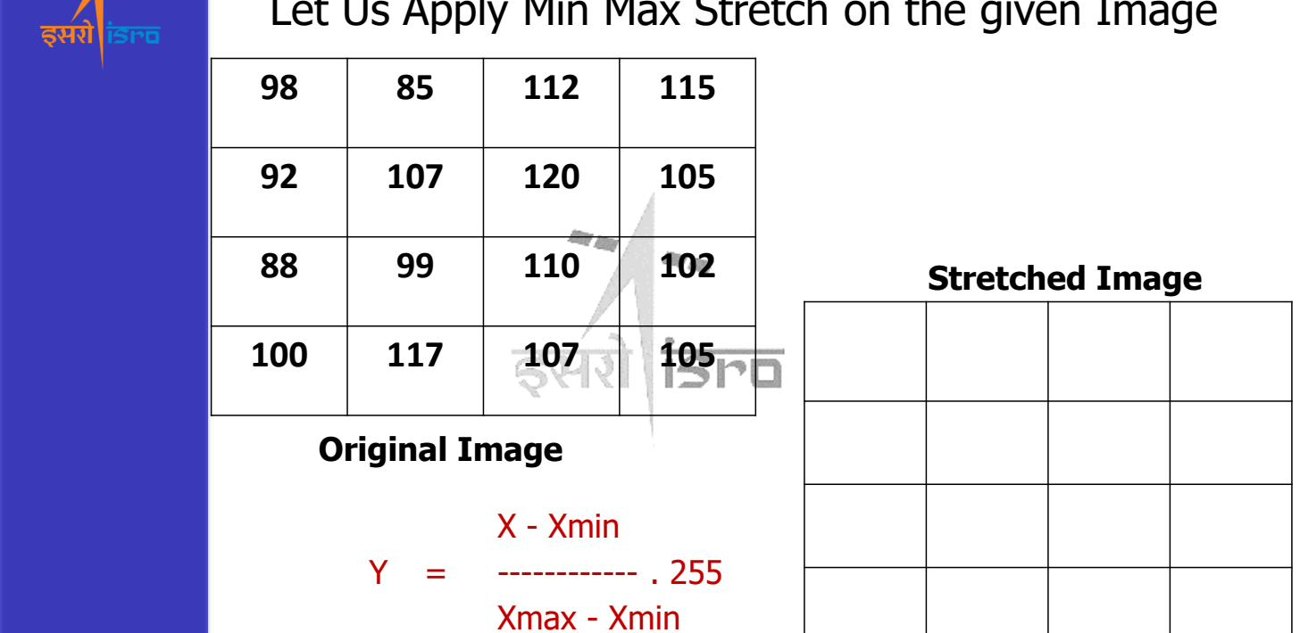 Let Us Apply Min Max Stretch on the given Image
इसरो isro
98 85 112 115
92 107 120 105
88 99 110 102
100 117 107 105
इसरो isro
Original Image
Stretched Image
X - Xmin
Y = ------------ . 255
Xmax - Xmin